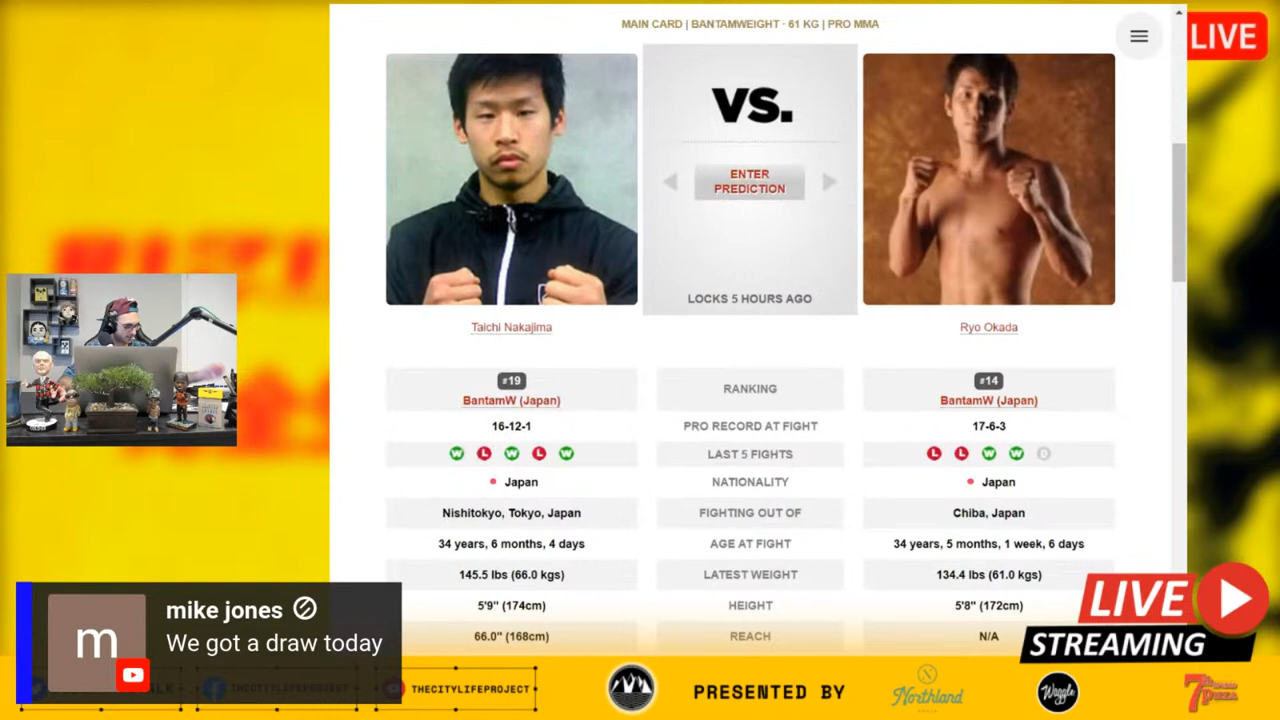 MAIN CARD | BANTAMWEIGHT · 61 KG | PRO MMA
LIVE
VS.
ENTER
PREDICTION
LOCKS 5 HOURS AGO
Taichi Nakajima
Ryo Okada
#19
BantamW (Japan)
RANKING
#14
BantamW (Japan)
16-12-1
PRO RECORD AT FIGHT
17-6-3
W L W L W
LAST 5 FIGHTS
L L W W D
Japan
NATIONALITY
Japan
Nishitokyo, Tokyo, Japan
FIGHTING OUT OF
Chiba, Japan
34 years, 6 months, 4 days
AGE AT FIGHT
34 years, 5 months, 1 week, 6 days
145.5 lbs (66.0 kgs)
LATEST WEIGHT
134.4 lbs (61.0 kgs)
5'9" (174cm)
HEIGHT
5'8" (172cm)
66.0" (168cm)
REACH
N/A
m
mike jones
We got a draw today
LIVE
STREAMING
THECITYLIFEPROJECT
THECITYLIFEPROJECT
PRESENTED BY
Northland
Waggle